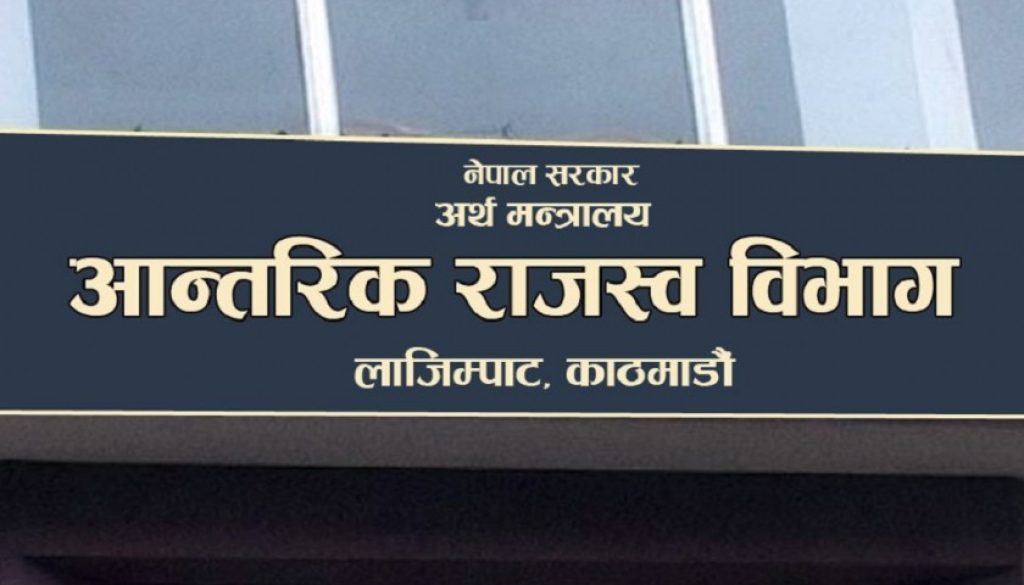 नेपाल सरकार
अर्थ मन्त्रालय
आन्तरिक राजस्व विभाग
लाजिम्पाट, काठमाडौं